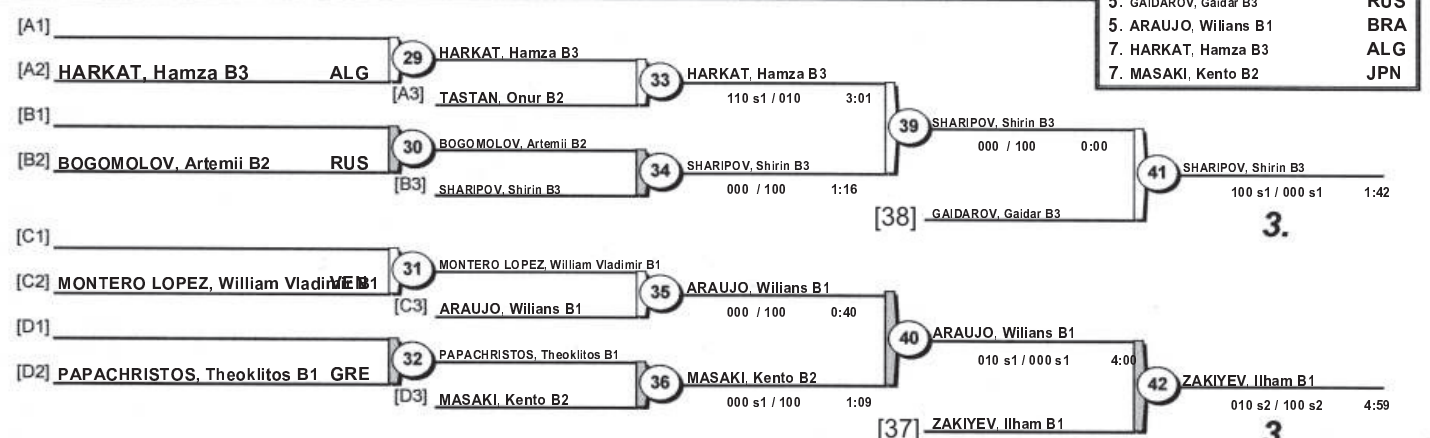 5. GAIDAROV, Gaidar B3 RUS
5. ARAUJO, Wilians B1 BRA
7. HARKAT, Hamza B3 ALG
7. MASAKI, Kento B2 JPN
[A1]
29 HARKAT, Hamza B3
[A2] HARKAT, Hamza B3 ALG
33 HARKAT, Hamza B3
[A3] TASTAN, Onur B2
110 s1 / 010 3:01
[B1]
39 SHARIPOV, Shirin B3
000 / 100 0:00
30 BOGOMOLOV, Artemii B2
[B2] BOGOMOLOV, Artemii B2 RUS
34 SHARIPOV, Shirin B3
41 SHARIPOV, Shirin B3
[B3] SHARIPOV, Shirin B3
000 / 100 1:16
100 s1 / 000 s1 1:42
[38] GAIDAROV, Gaidar B3
3.
[C1]
31 MONTERO LOPEZ, William Vladimir B1
[C2] MONTERO LOPEZ, William Vladimir B1 VEN
35 ARAUJO, Wilians B1
[C3] ARAUJO, Wilians B1
000 / 100 0:40
[D1]
40 ARAUJO, Wilians B1
32 PAPACHRISTOS, Theoklitos B1
010 s1 / 000 s1 4:00
[D2] PAPACHRISTOS, Theoklitos B1 GRE
36 MASAKI, Kento B2
42 ZAKIYEV, Ilham B1
[D3] MASAKI, Kento B2
000 s1 / 100 1:09
010 s2 / 100 s2 4:59
[37] ZAKIYEV, Ilham B1
3